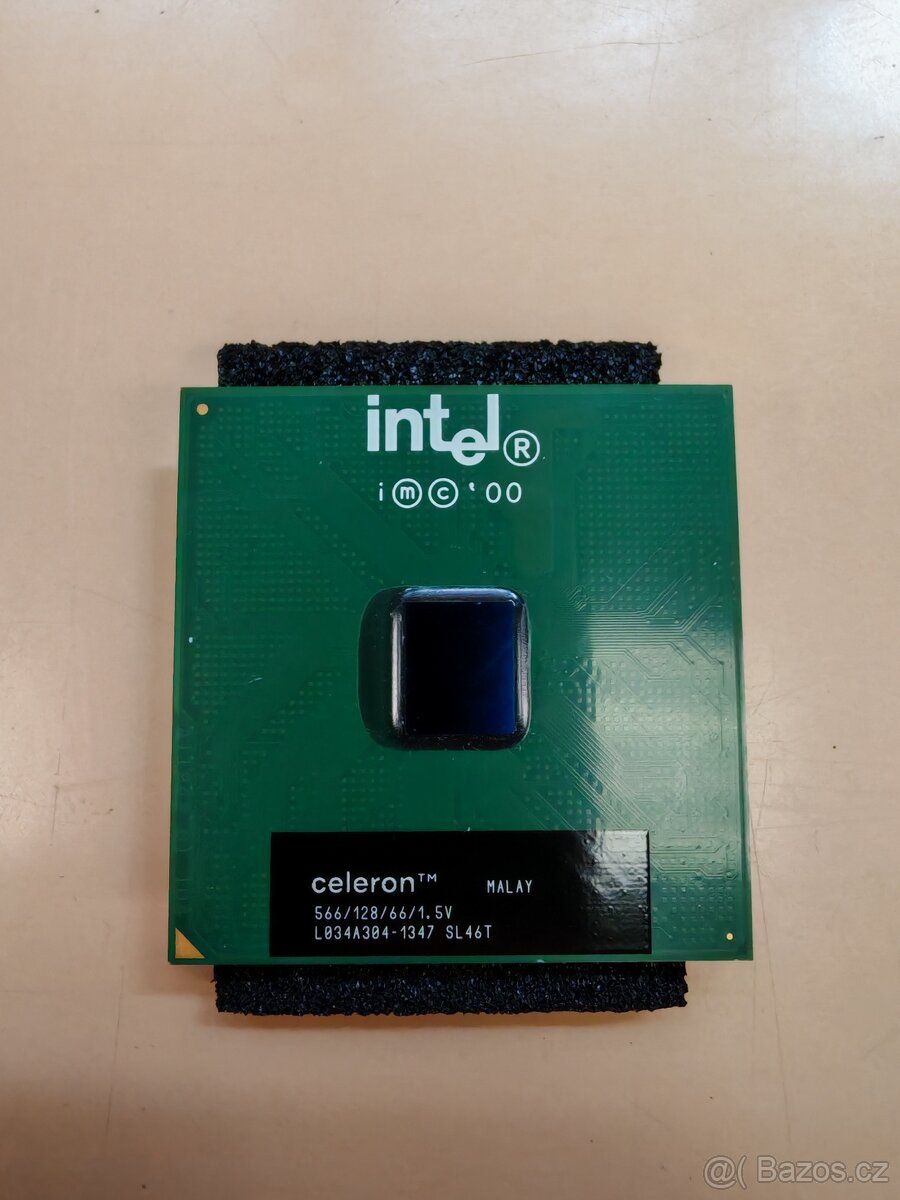 intel®
i ⓜ © '00
celeron™ MALAY
566/128/66/1.5V
L034A304-1347 SL46T
@( Bazos.cz